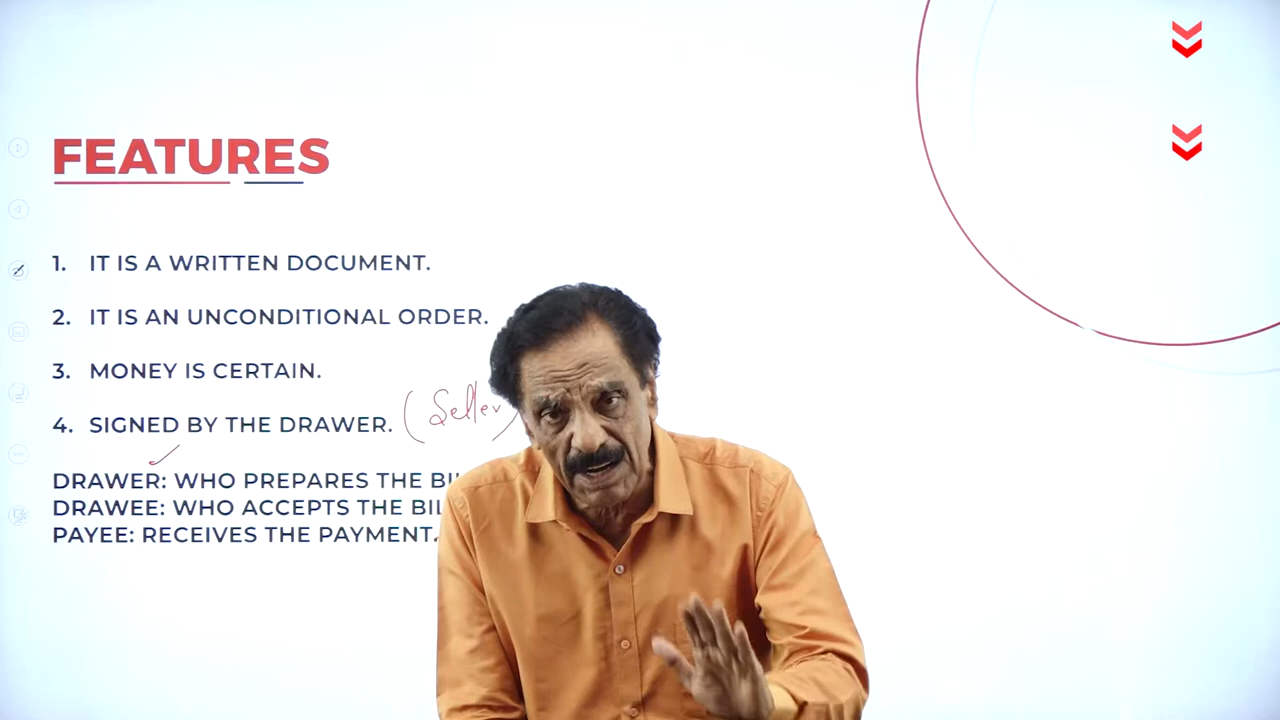 FEATURES
1. IT IS A WRITTEN DOCUMENT.
2. IT IS AN UNCONDITIONAL ORDER.
3. MONEY IS CERTAIN.
4. SIGNED BY THE DRAWER. (Seller)
DRAWER: WHO PREPARES THE
DRAWEE: WHO ACCEPTS THE
PAYEE: RECEIVES THE PAYMENT.